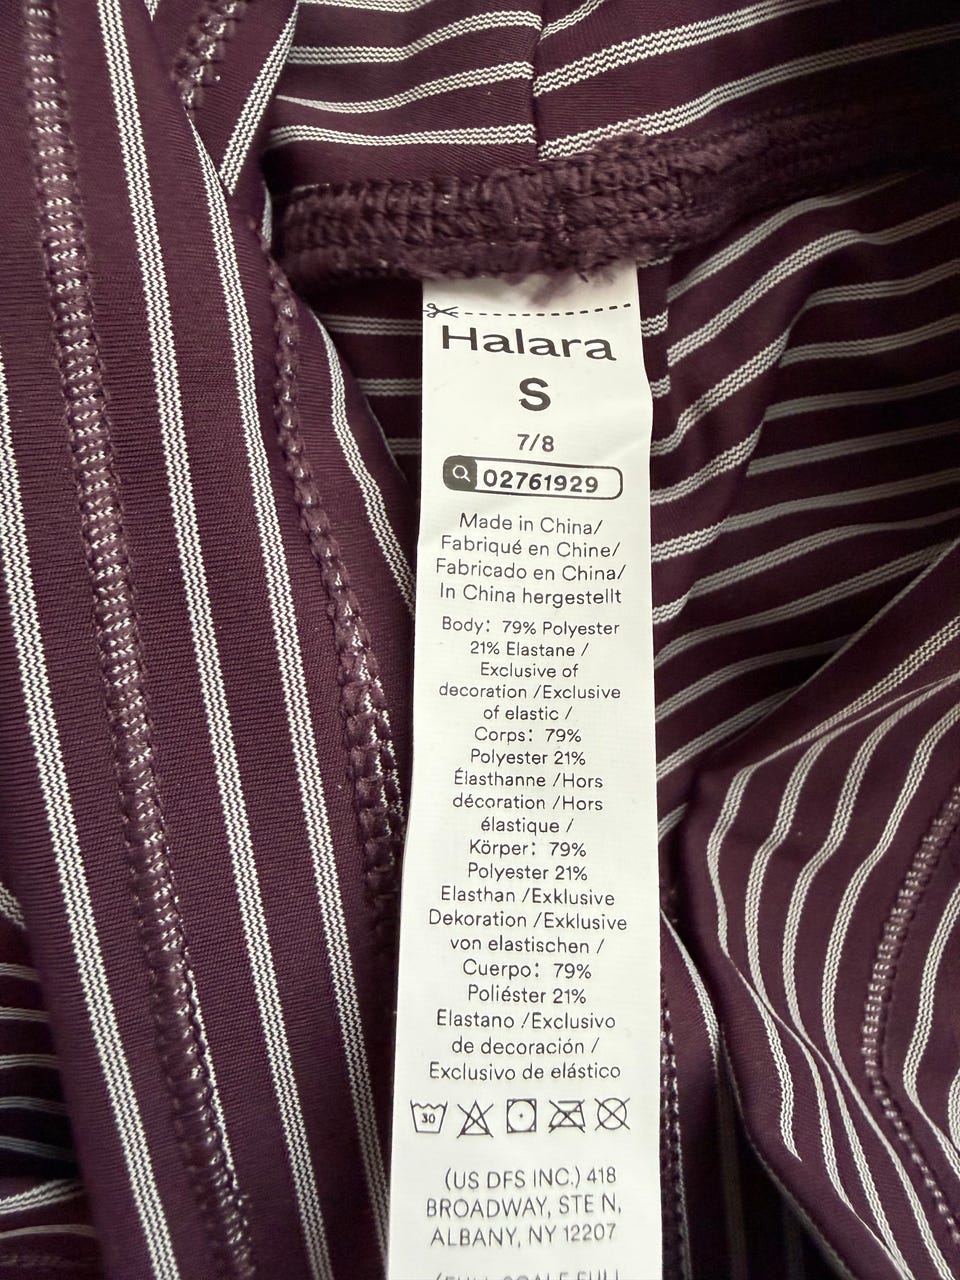 Halara
S
7/8
02761929
Made in China/
Fabriqué en Chine/
Fabricado en China/
In China hergestellt
Body: 79% Polyester
21% Elastane /
Exclusive of
decoration /Exclusive
of elastic /
Corps: 79%
Polyester 21%
Élasthanne /Hors
décoration /Hors
élastique /
Körper: 79%
Polyester 21%
Elasthan /Exklusive
Dekoration /Exklusive
von elastischen /
Cuerpo: 79%
Poliéster 21%
Elastano /Exclusivo
de decoración /
Exclusivo de elástico
30
(US DFS INC.) 418
BROADWAY, STE N,
ALBANY, NY 12207